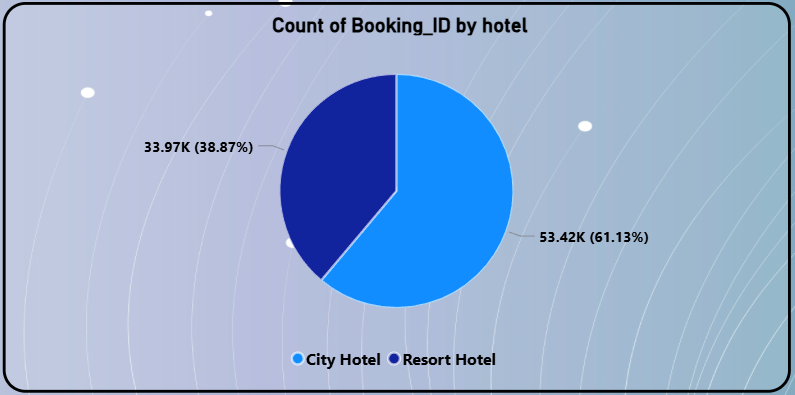 Count of Booking_ID by hotel
33.97K (38.87%)
53.42K (61.13%)
City Hotel Resort Hotel